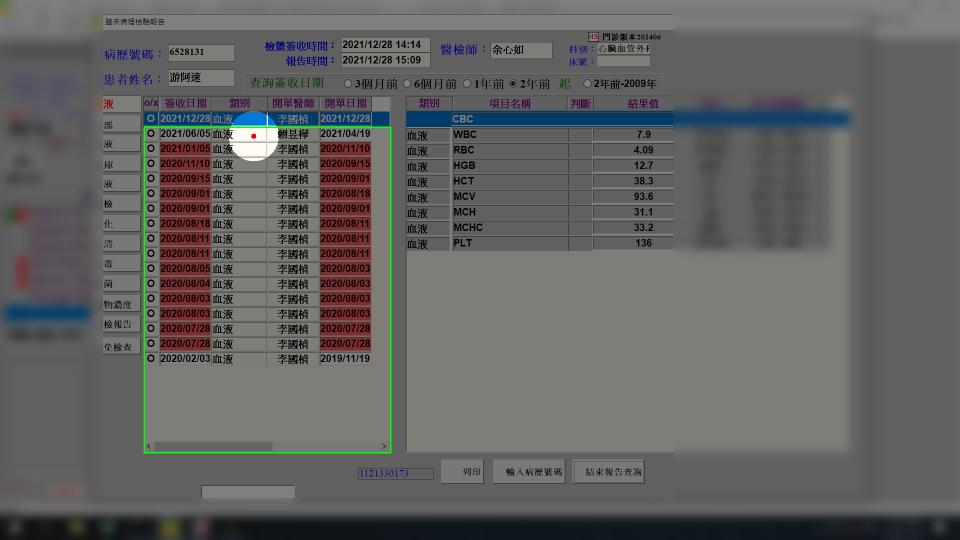 臨床病理檢驗報告
病歷號碼： 6528131 檢體簽收時間： 2021/12/28 14:14 報告時間： 2021/12/28 15:09 醫檢師： 余心如
HS 門診版本201406
科別： 心臟血管外科
床號：
患者姓名： 游阿速
查詢簽收日期 3個月前 6個月前 1年前 2年前 起 2年前-2009年
液
部
液
庫
液
檢
化
清
毒
菌
物濃度
檢報告
免檢查
o/x 簽收日期 類別 開單醫師 開單日期
O 2021/12/28 血液 李國楨 2021/12/28
O 2021/06/05 血液 賴昱樺 2021/04/19
O 2021/01/05 血液 李國楨 2020/11/10
O 2020/11/10 血液 李國楨 2020/09/15
O 2020/09/15 血液 李國楨 2020/09/01
O 2020/09/01 血液 李國楨 2020/08/18
O 2020/09/01 血液 李國楨 2020/09/01
O 2020/08/18 血液 李國楨 2020/08/11
O 2020/08/11 血液 李國楨 2020/08/11
O 2020/08/11 血液 李國楨 2020/08/11
O 2020/08/05 血液 李國楨 2020/08/03
O 2020/08/04 血液 李國楨 2020/08/03
O 2020/08/03 血液 李國楨 2020/08/03
O 2020/08/03 血液 李國楨 2020/08/03
O 2020/07/28 血液 李國楨 2020/07/28
O 2020/07/28 血液 李國楨 2020/07/28
O 2020/02/03 血液 李國楨 2019/11/19
類別 項目名稱 判斷 結果值
CBC
血液 WBC 7.9
血液 RBC 4.09
血液 HGB 12.7
血液 HCT 38.3
血液 MCV 93.6
血液 MCH 31.1
血液 MCHC 33.2
血液 PLT 136
1121330173 列印 輸入病歷號碼 結束報告查詢